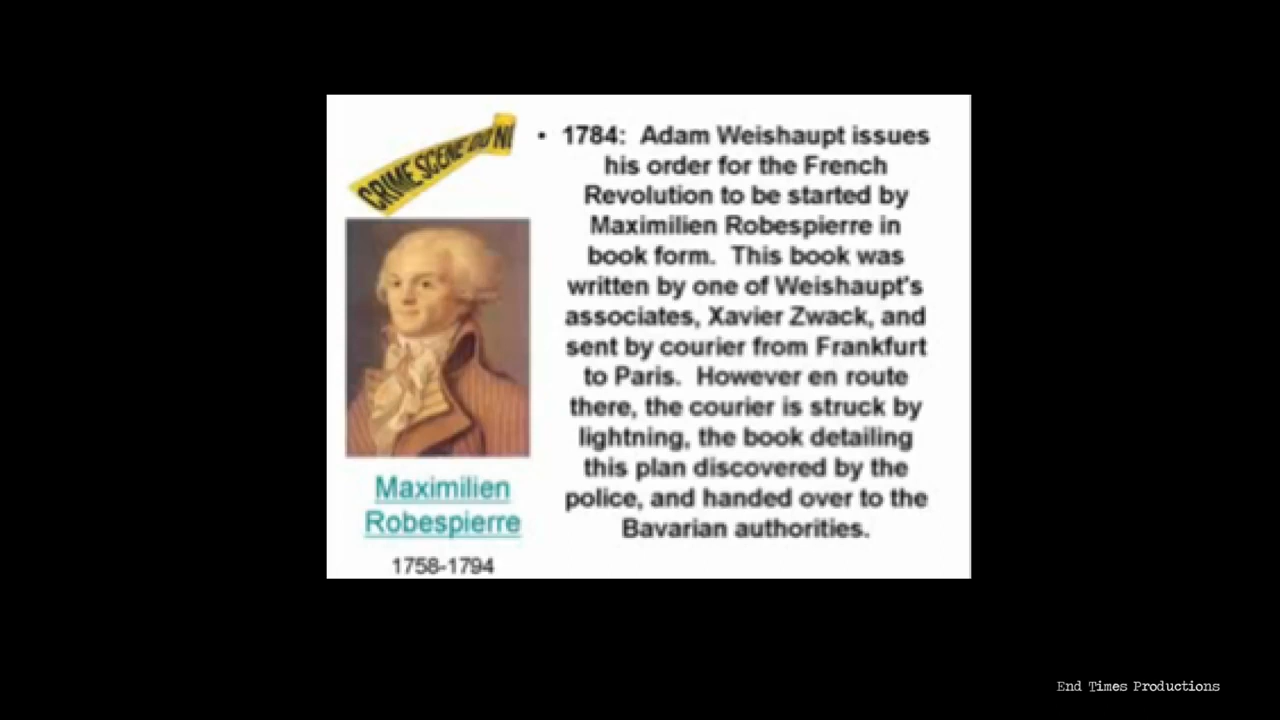 CRIME SCENE DO N
• 1784: Adam Weishaupt issues
his order for the French
Revolution to be started by
Maximilien Robespierre in
book form. This book was
written by one of Weishaupt's
associates, Xavier Zwack, and
sent by courier from Frankfurt
to Paris. However en route
there, the courier is struck by
lightning, the book detailing
this plan discovered by the
police, and handed over to the
Bavarian authorities.
Maximilien
Robespierre
1758-1794
End Times Productions